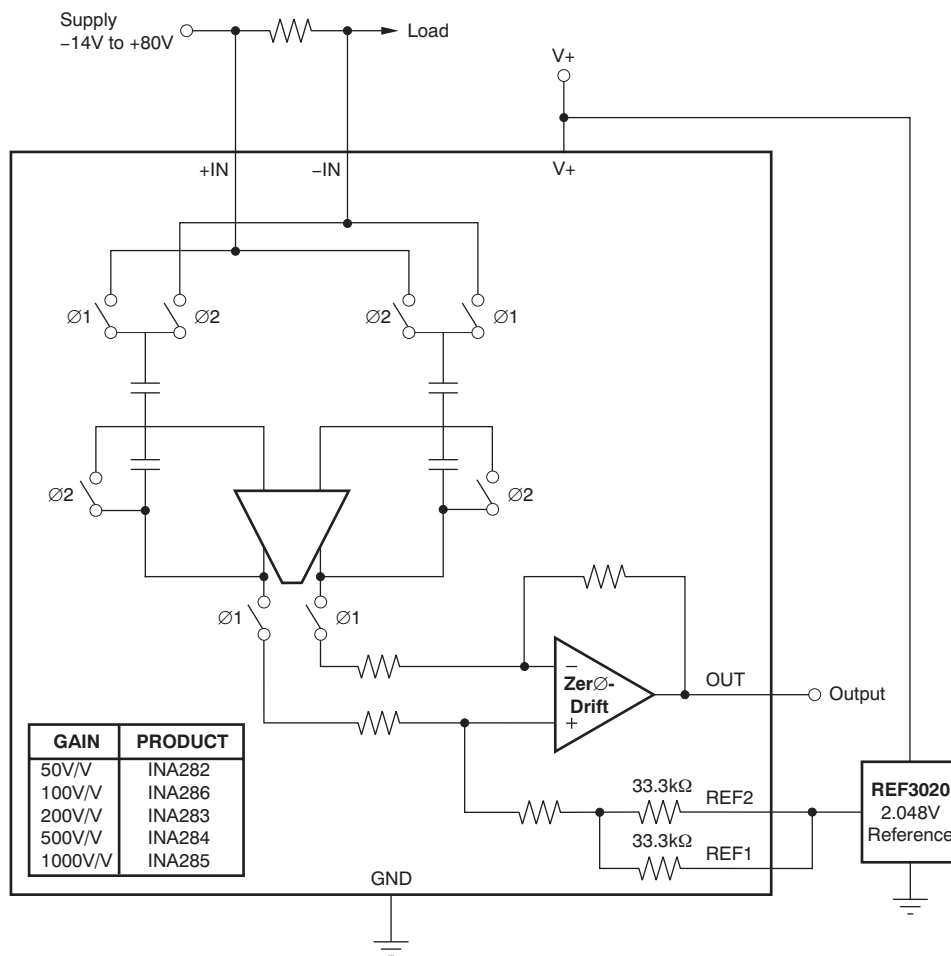 Supply
–14V to +80V
Load
V+
+IN
–IN
V+
Ø1
Ø2
Ø2
Ø1
Ø2
Ø2
Ø1
Ø1
OUT
Output
ZerØ-
Drift
–
+
GAIN PRODUCT
50V/V INA282
100V/V INA286
200V/V INA283
500V/V INA284
1000V/V INA285
33.3kΩ REF2
33.3kΩ REF1
REF3020
2.048V
Reference
GND